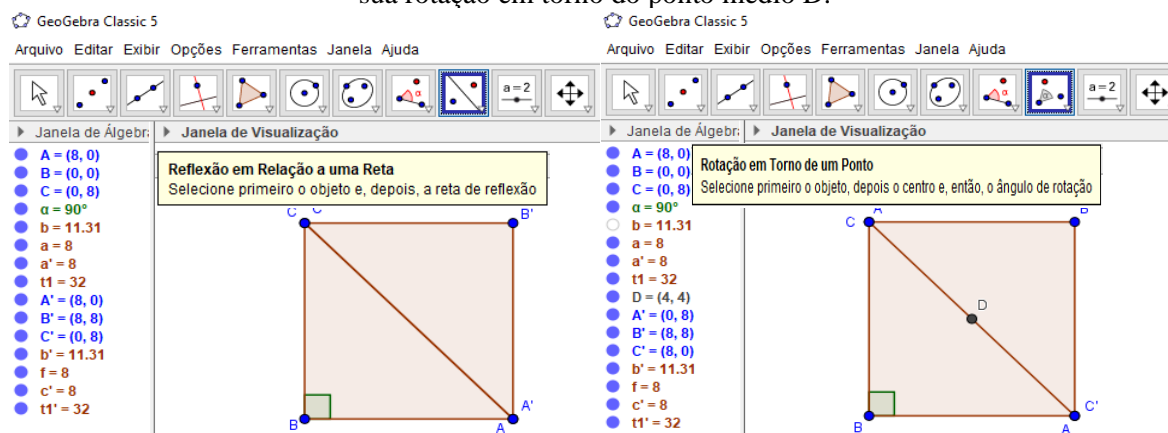 sua rotação em torno do ponto médio D.
GeoGebra Classic 5
Arquivo Editar Exibir Opções Ferramentas Janela Ajuda
α
a = 2
Janela de Álgebr
Janela de Visualização
A = (8, 0)
B = (0, 0)
C = (0, 8)
α = 90°
b = 11.31
a = 8
a' = 8
t1 = 32
A' = (8, 0)
B' = (8, 8)
C' = (0, 8)
b' = 11.31
f = 8
c' = 8
t1' = 32
Reflexão em Relação a uma Reta
Selecione primeiro o objeto e, depois, a reta de reflexão
C
B'
A'
B
A
GeoGebra Classic 5
Arquivo Editar Exibir Opções Ferramentas Janela Ajuda
α
a = 2
Janela de Álgebr
Janela de Visualização
A = (8, 0)
B = (0, 0)
C = (0, 8)
α = 90°
b = 11.31
a = 8
a' = 8
t1 = 32
D = (4, 4)
A' = (0, 8)
B' = (8, 8)
C' = (8, 0)
b' = 11.31
f = 8
c' = 8
t1' = 32
Rotação em Torno de um Ponto
Selecione primeiro o objeto, depois o centro e, então, o ângulo de rotação
C
D
C'
B
A